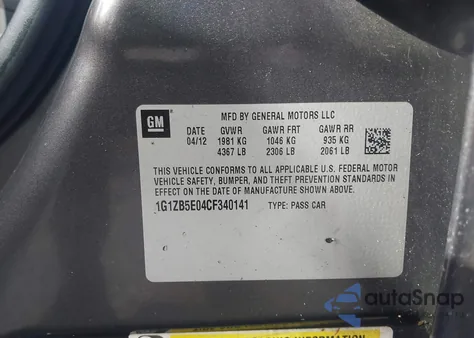 GM
MFD BY GENERAL MOTORS LLC
DATE GVWR GAWR FRT GAWR RR
04/12 1981 KG 1046 KG 935 KG
4367 LB 2306 LB 2061 LB
THIS VEHICLE CONFORMS TO ALL APPLICABLE U.S. FEDERAL MOTOR
VEHICLE SAFETY, BUMPER, AND THEFT PREVENTION STANDARDS IN
EFFECT ON THE DATE OF MANUFACTURE SHOWN ABOVE.
1G1ZB5E04CF340141 TYPE: PASS CAR
autaSnap
INFORMATION